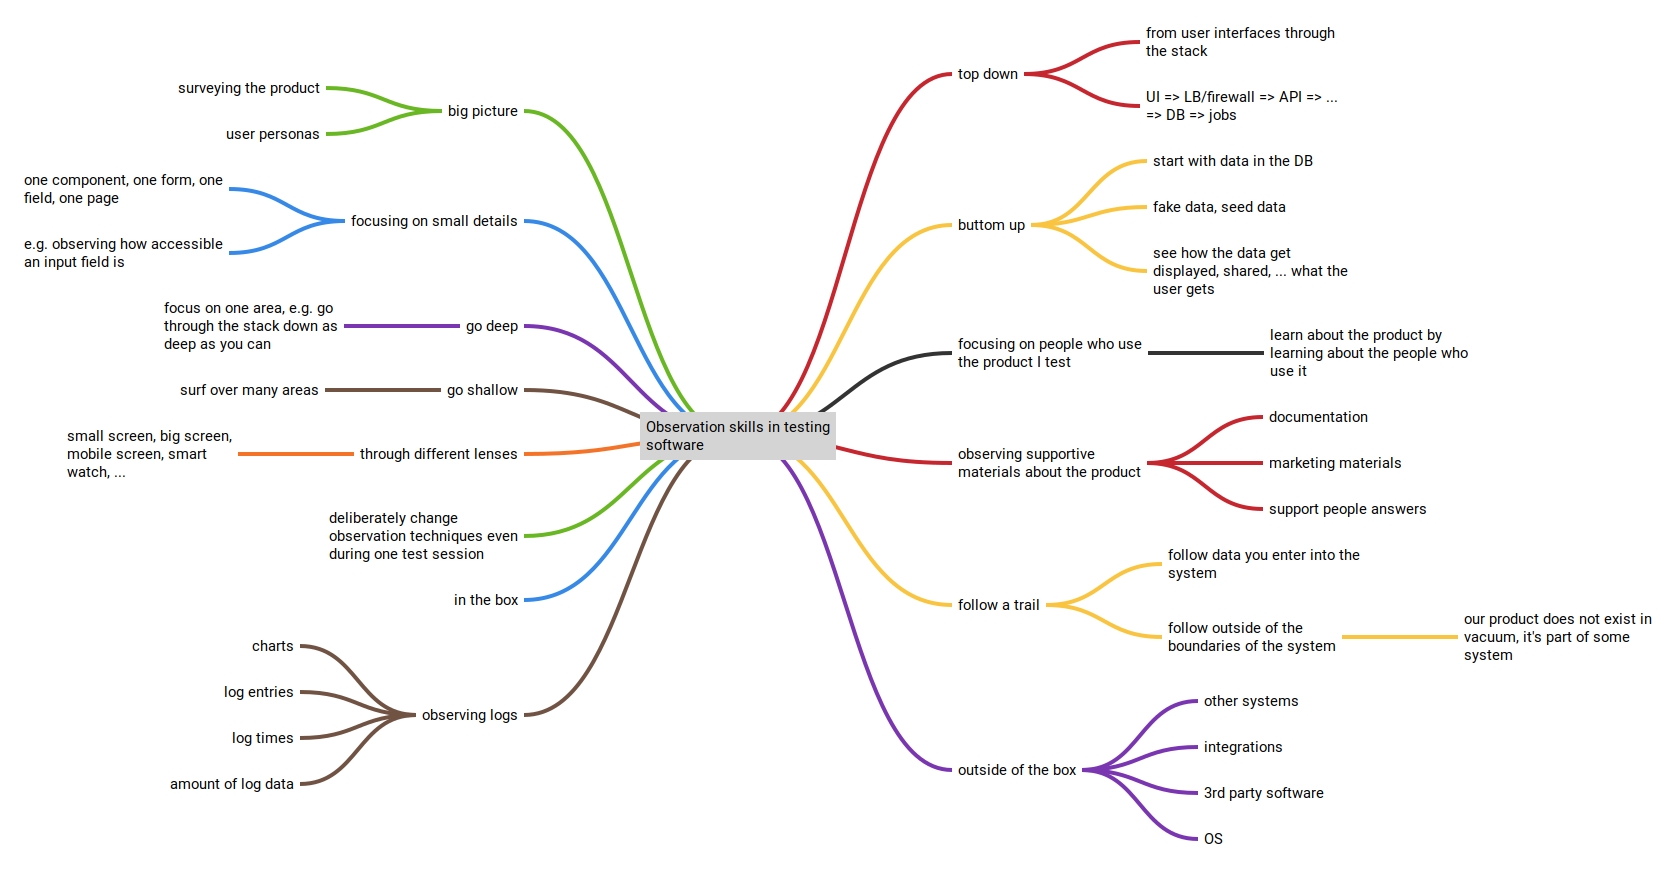 Observation skills in testing
software
top down
from user interfaces through
the stack
UI => LB/firewall => API => ...
=> DB => jobs
buttom up
start with data in the DB
fake data, seed data
see how the data get
displayed, shared, ... what the
user gets
focusing on people who use
the product I test
learn about the product by
learning about the people who
use it
observing supportive
materials about the product
documentation
marketing materials
support people answers
follow a trail
follow data you enter into the
system
follow outside of the
boundaries of the system
our product does not exist in
vacuum, it's part of some
system
outside of the box
other systems
integrations
3rd party software
OS
big picture
surveying the product
user personas
focusing on small details
one component, one form, one
field, one page
e.g. observing how accessible
an input field is
go deep
focus on one area, e.g. go
through the stack down as
deep as you can
go shallow
surf over many areas
through different lenses
small screen, big screen,
mobile screen, smart
watch, ...
deliberately change
observation techniques even
during one test session
in the box
observing logs
charts
log entries
log times
amount of log data